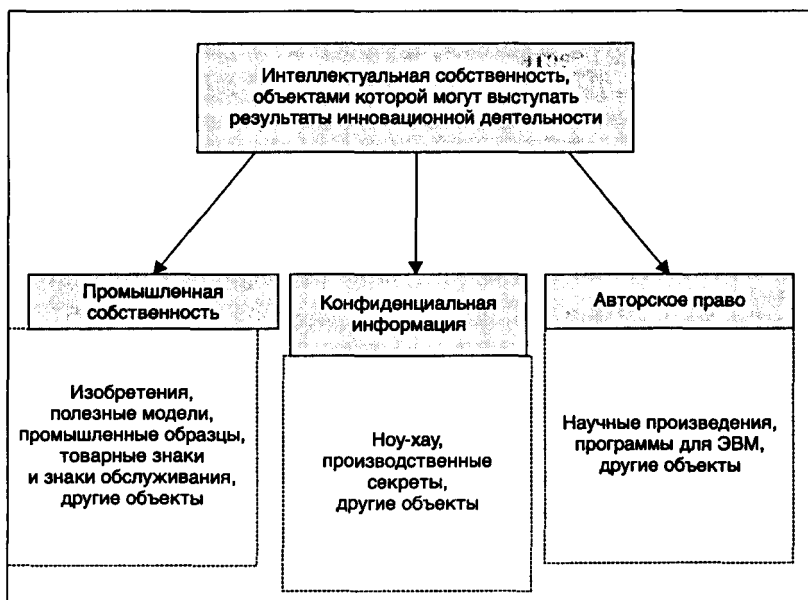 Интеллектуальная собственность,
объектами которой могут выступать
результаты инновационной деятельности
Промышленная
собственность
Изобретения,
полезные модели,
промышленные образцы,
товарные знаки
и знаки обслуживания,
другие объекты
Конфиденциальная
информация
Ноу-хау,
производственные
секреты,
другие объекты
Авторское право
Научные произведения,
программы для ЭВМ,
другие объекты